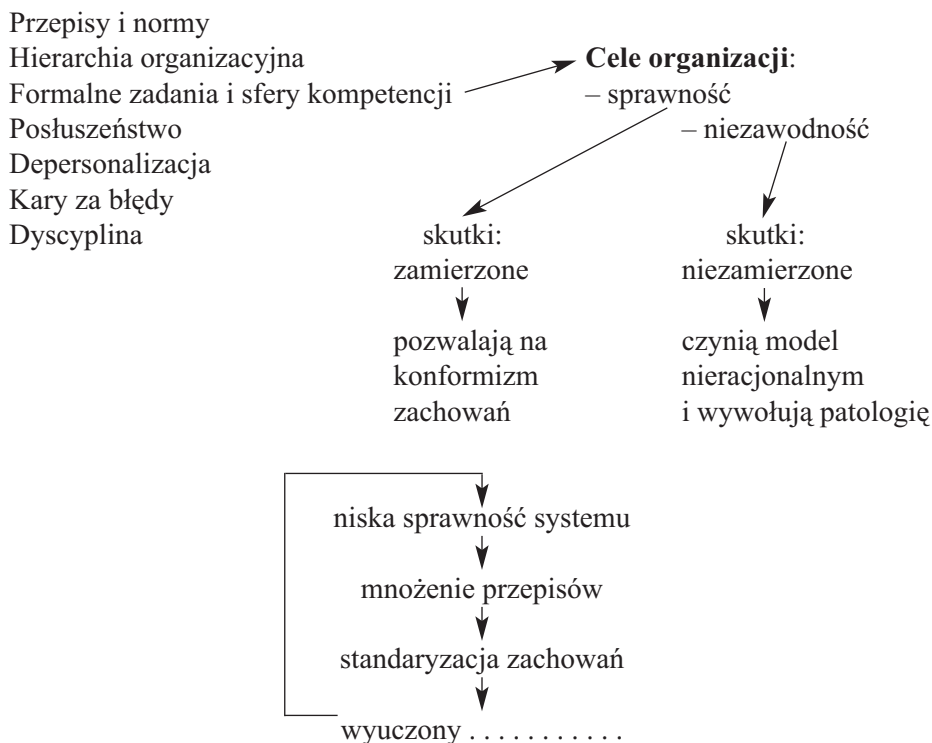 Przepisy i normy
Hierarchia organizacyjna
Formalne zadania i sfery kompetencji
Posłuszeństwo
Depersonalizacja
Kary za błędy
Dyscyplina
Cele organizacji:
– sprawność
– niezawodność
skutki:
zamierzone
pozwalają na
konformizm
zachowań
skutki:
niezamierzone
czynią model
nieracjonalnym
i wywołują patologię
niska sprawność systemu
mnożenie przepisów
standaryzacja zachowań
wyuczony . . . . . . . . . . .